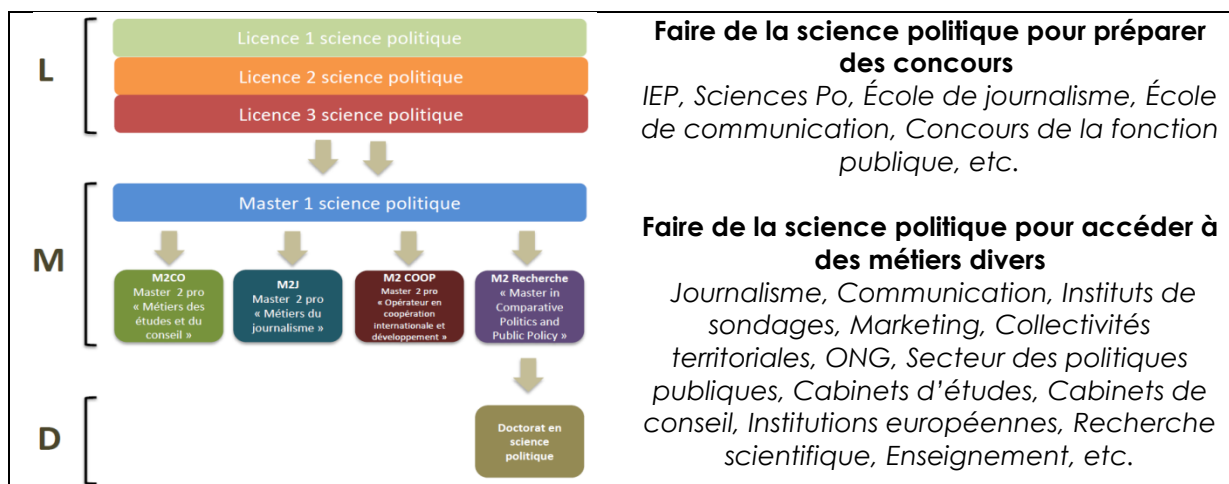 L
Licence 1 science politique
Licence 2 science politique
Licence 3 science politique
M
Master 1 science politique
M2CO
Master 2 pro
« Métiers des
études et du
conseil »
M2J
Master 2 pro
« Métiers du
journalisme »
M2 COOP
Master 2 pro
« Opérateur en
coopération
internationale et
développement »
M2 Recherche
« Master in
Comparative
Politics and
Public Policy »
D
Doctorat en
science
politique
Faire de la science politique pour préparer
des concours
IEP, Sciences Po, École de journalisme, École
de communication, Concours de la fonction
publique, etc.
Faire de la science politique pour accéder à
des métiers divers
Journalisme, Communication, Instituts de
sondages, Marketing, Collectivités
territoriales, ONG, Secteur des politiques
publiques, Cabinets d'études, Cabinets de
conseil, Institutions européennes, Recherche
scientifique, Enseignement, etc.